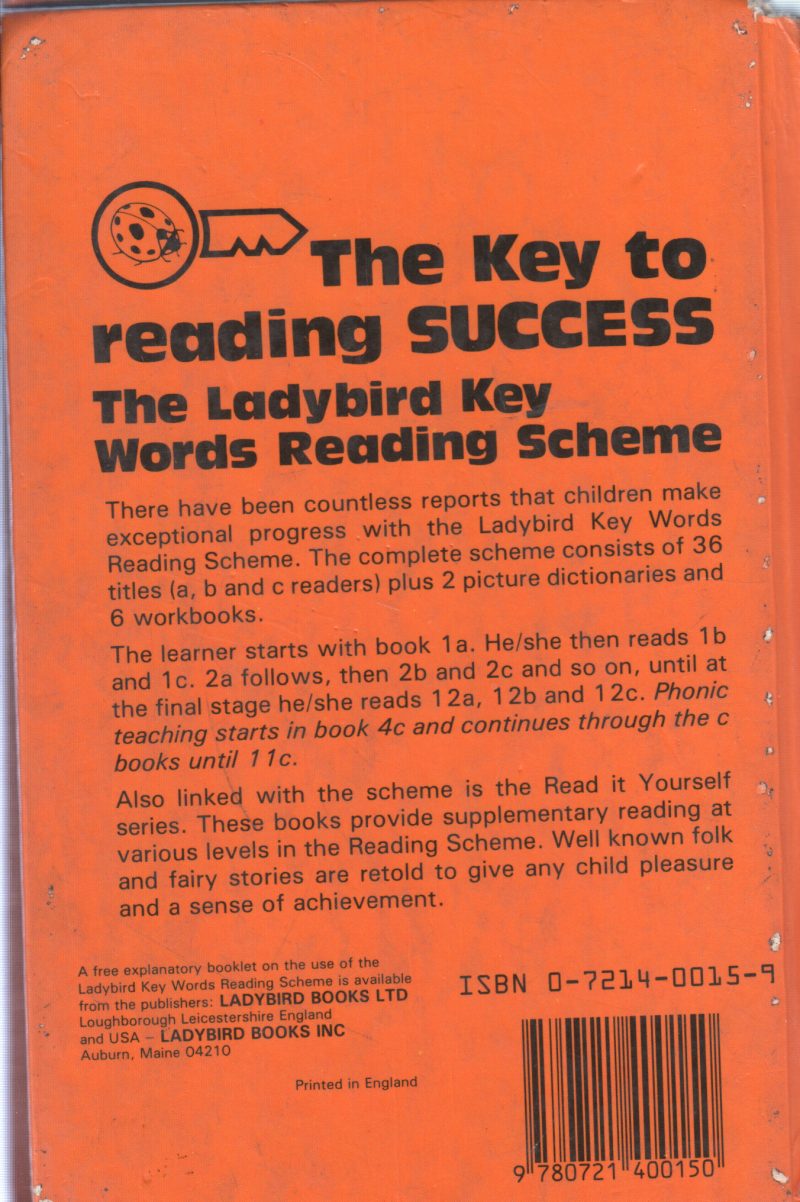 The Key to
reading SUCCESS
The Ladybird Key
Words Reading Scheme
There have been countless reports that children make
exceptional progress with the Ladybird Key Words
Reading Scheme. The complete scheme consists of 36
titles (a, b and c readers) plus 2 picture dictionaries and
6 workbooks.
The learner starts with book 1a. He/she then reads 1b
and 1c. 2a follows, then 2b and 2c and so on, until at
the final stage he/she reads 12a, 12b and 12c. Phonic
teaching starts in book 4c and continues through the c
books until 11c.
Also linked with the scheme is the Read it Yourself
series. These books provide supplementary reading at
various levels in the Reading Scheme. Well known folk
and fairy stories are retold to give any child pleasure
and a sense of achievement.
A free explanatory booklet on the use of the
Ladybird Key Words Reading Scheme is available
from the publishers: LADYBIRD BOOKS LTD
Loughborough Leicestershire England
and USA – LADYBIRD BOOKS INC
Auburn, Maine 04210
Printed in England
ISBN 0-7214-0015-9
9 780721 400150